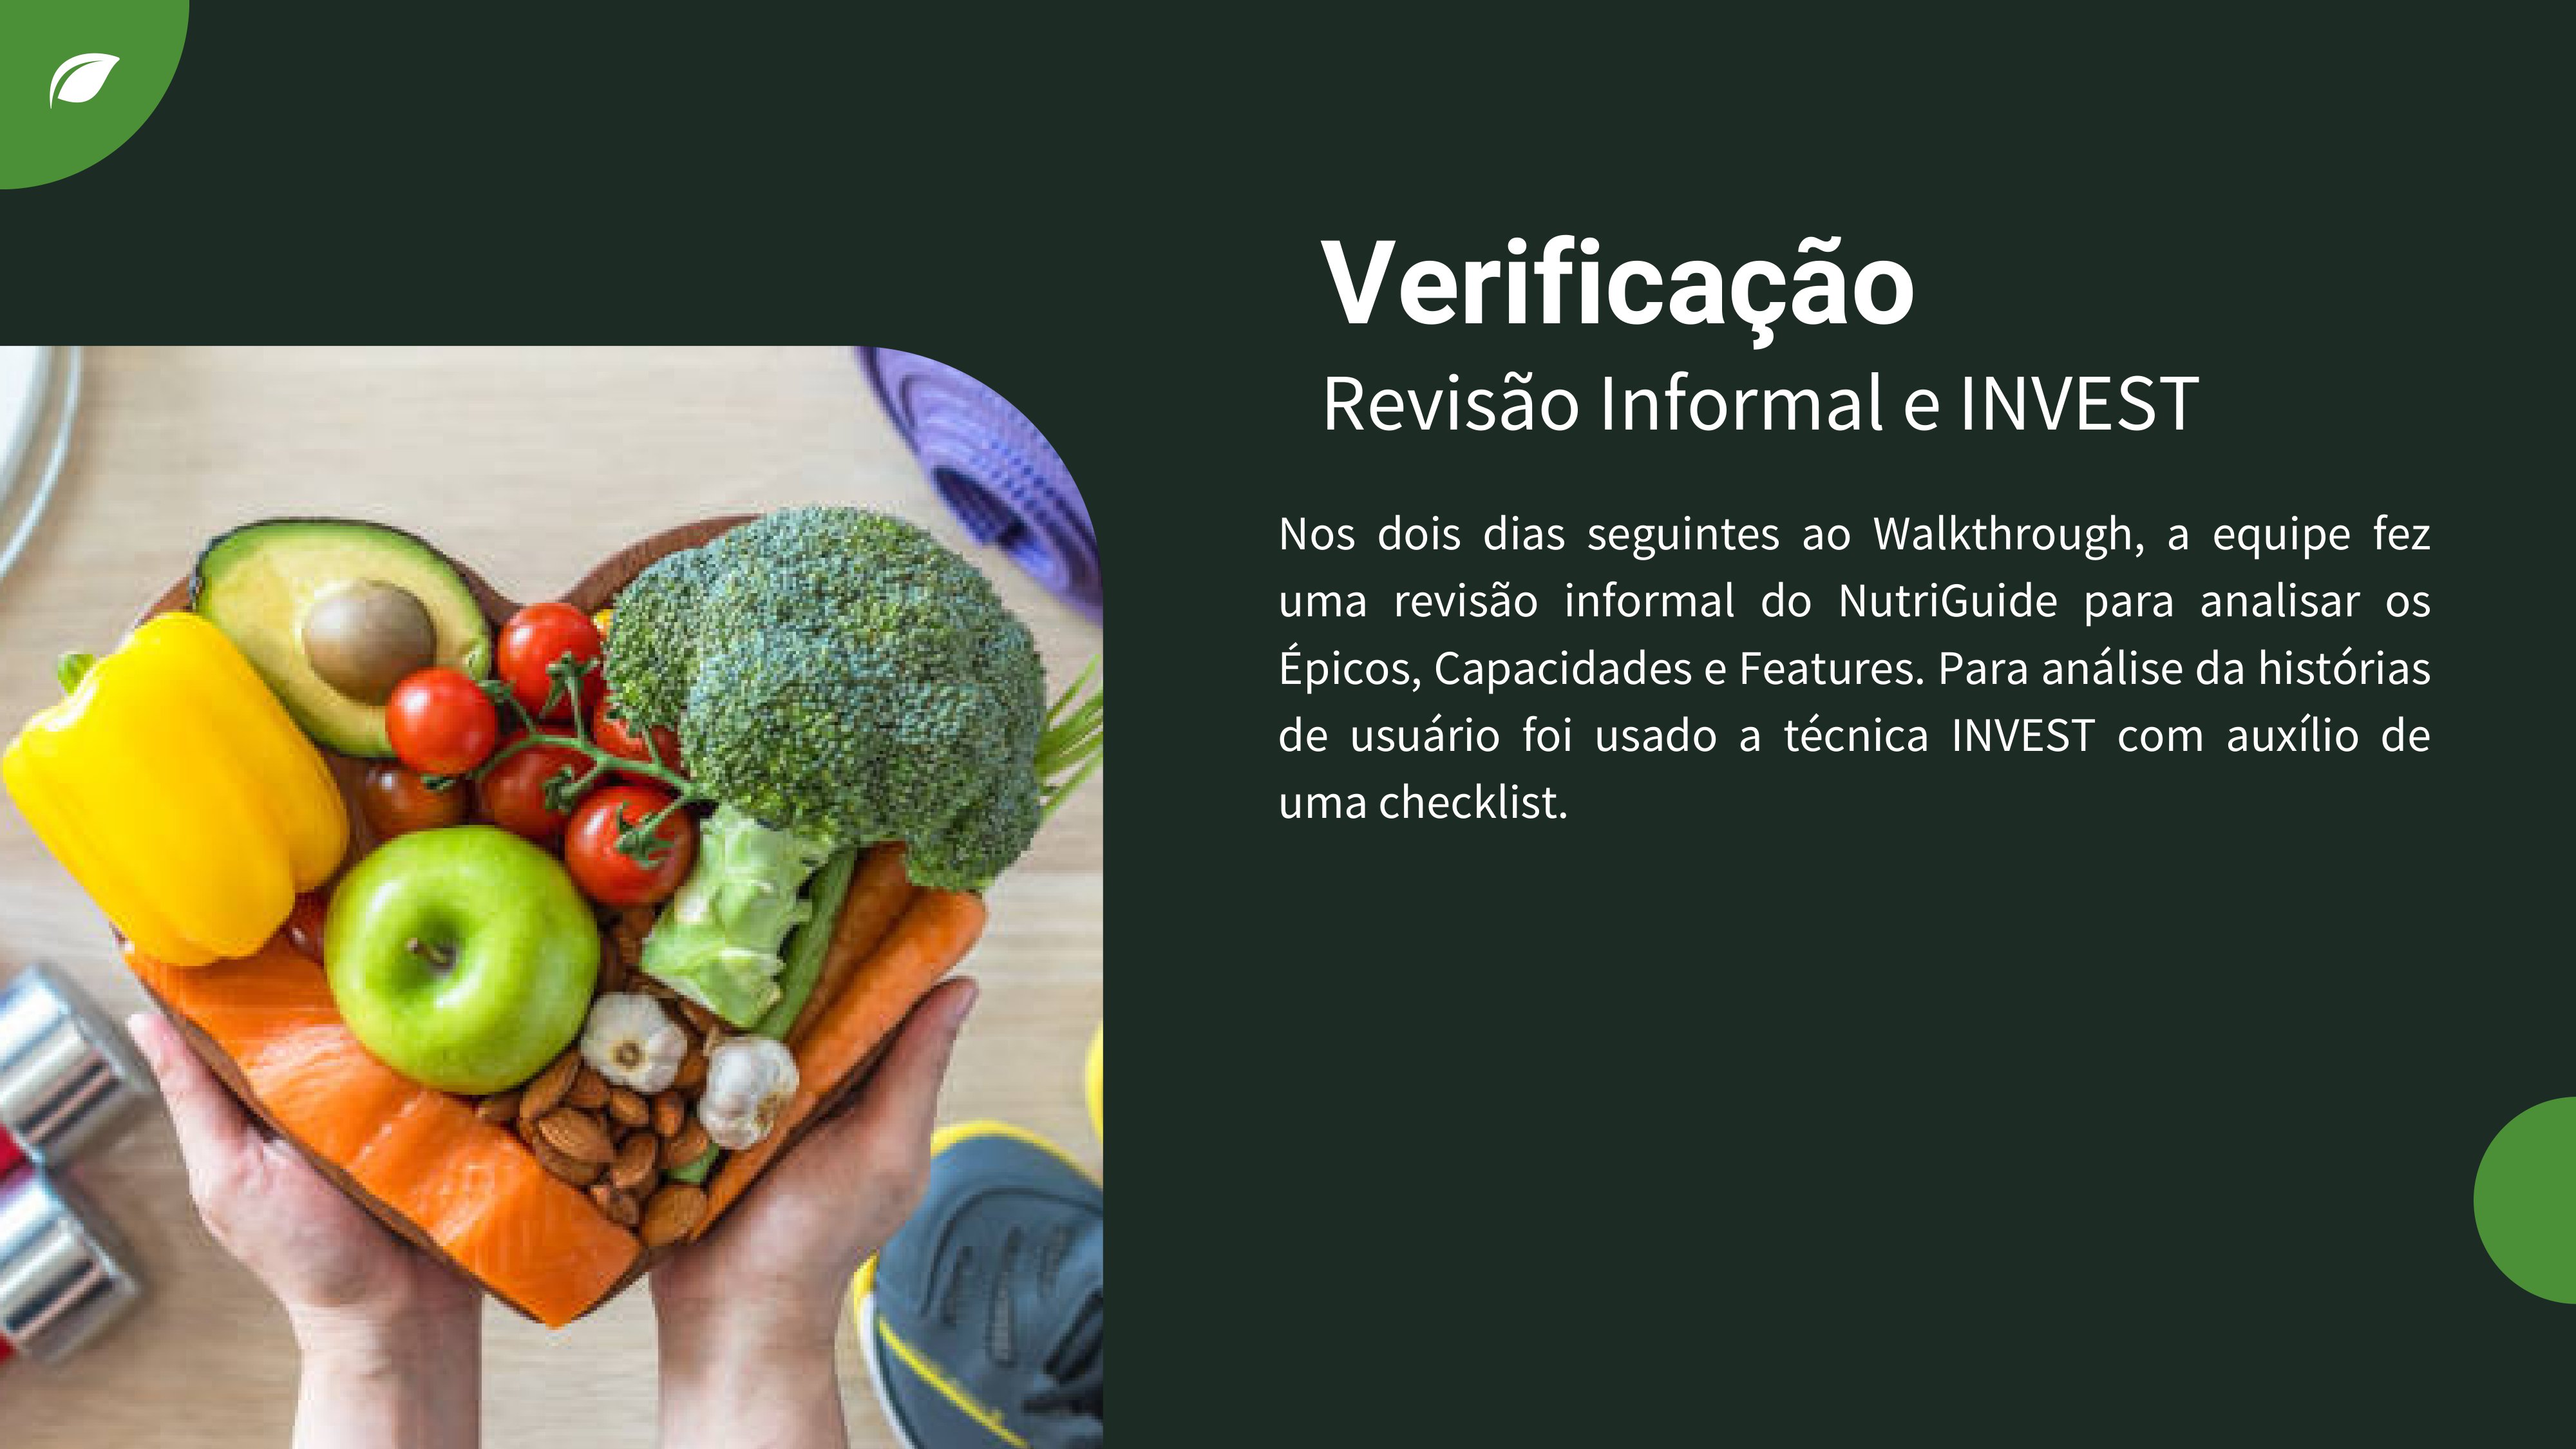 Verificação
Revisão Informal e INVEST
Nos dois dias seguintes ao Walkthrough, a equipe fez
uma revisão informal do NutriGuide para analisar os
Épicos, Capacidades e Features. Para análise da histórias
de usuário foi usado a técnica INVEST com auxílio de
uma checklist.